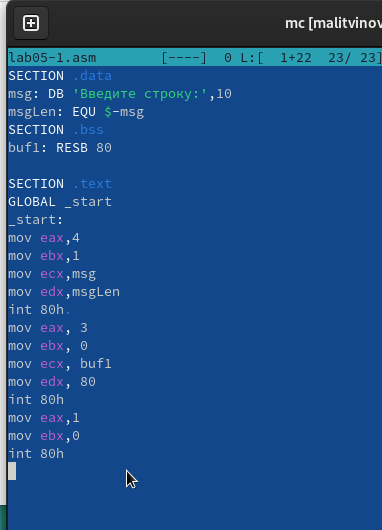 mc [malitvinov
lab05-1.asm [----] 0 L:[ 1+22 23/ 23]
SECTION .data
msg: DB 'Введите строку:',10
msgLen: EQU $-msg
SECTION .bss
buf1: RESB 80
SECTION .text
GLOBAL _start
_start:
mov eax,4
mov ebx,1
mov ecx,msg
mov edx,msgLen
int 80h
mov eax, 3
mov ebx, 0
mov ecx, buf1
mov edx, 80
int 80h
mov eax,1
mov ebx,0
int 80h